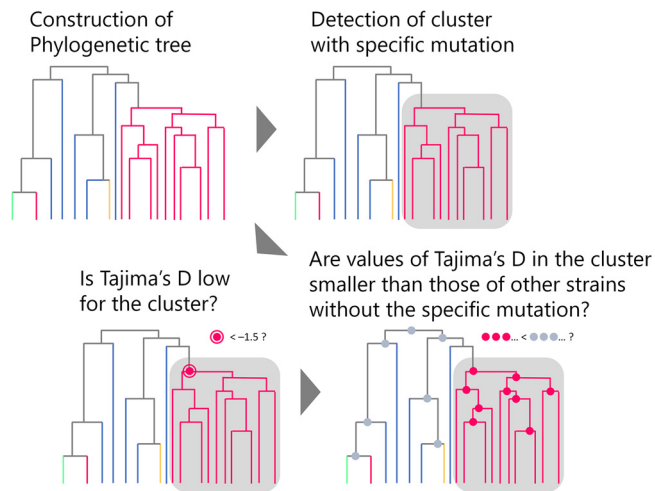 Construction of
Phylogenetic tree
Detection of cluster
with specific mutation
Is Tajima's D low
for the cluster?
< −1.5 ?
Are values of Tajima's D in the cluster
smaller than those of other strains
without the specific mutation?
... < ... ?